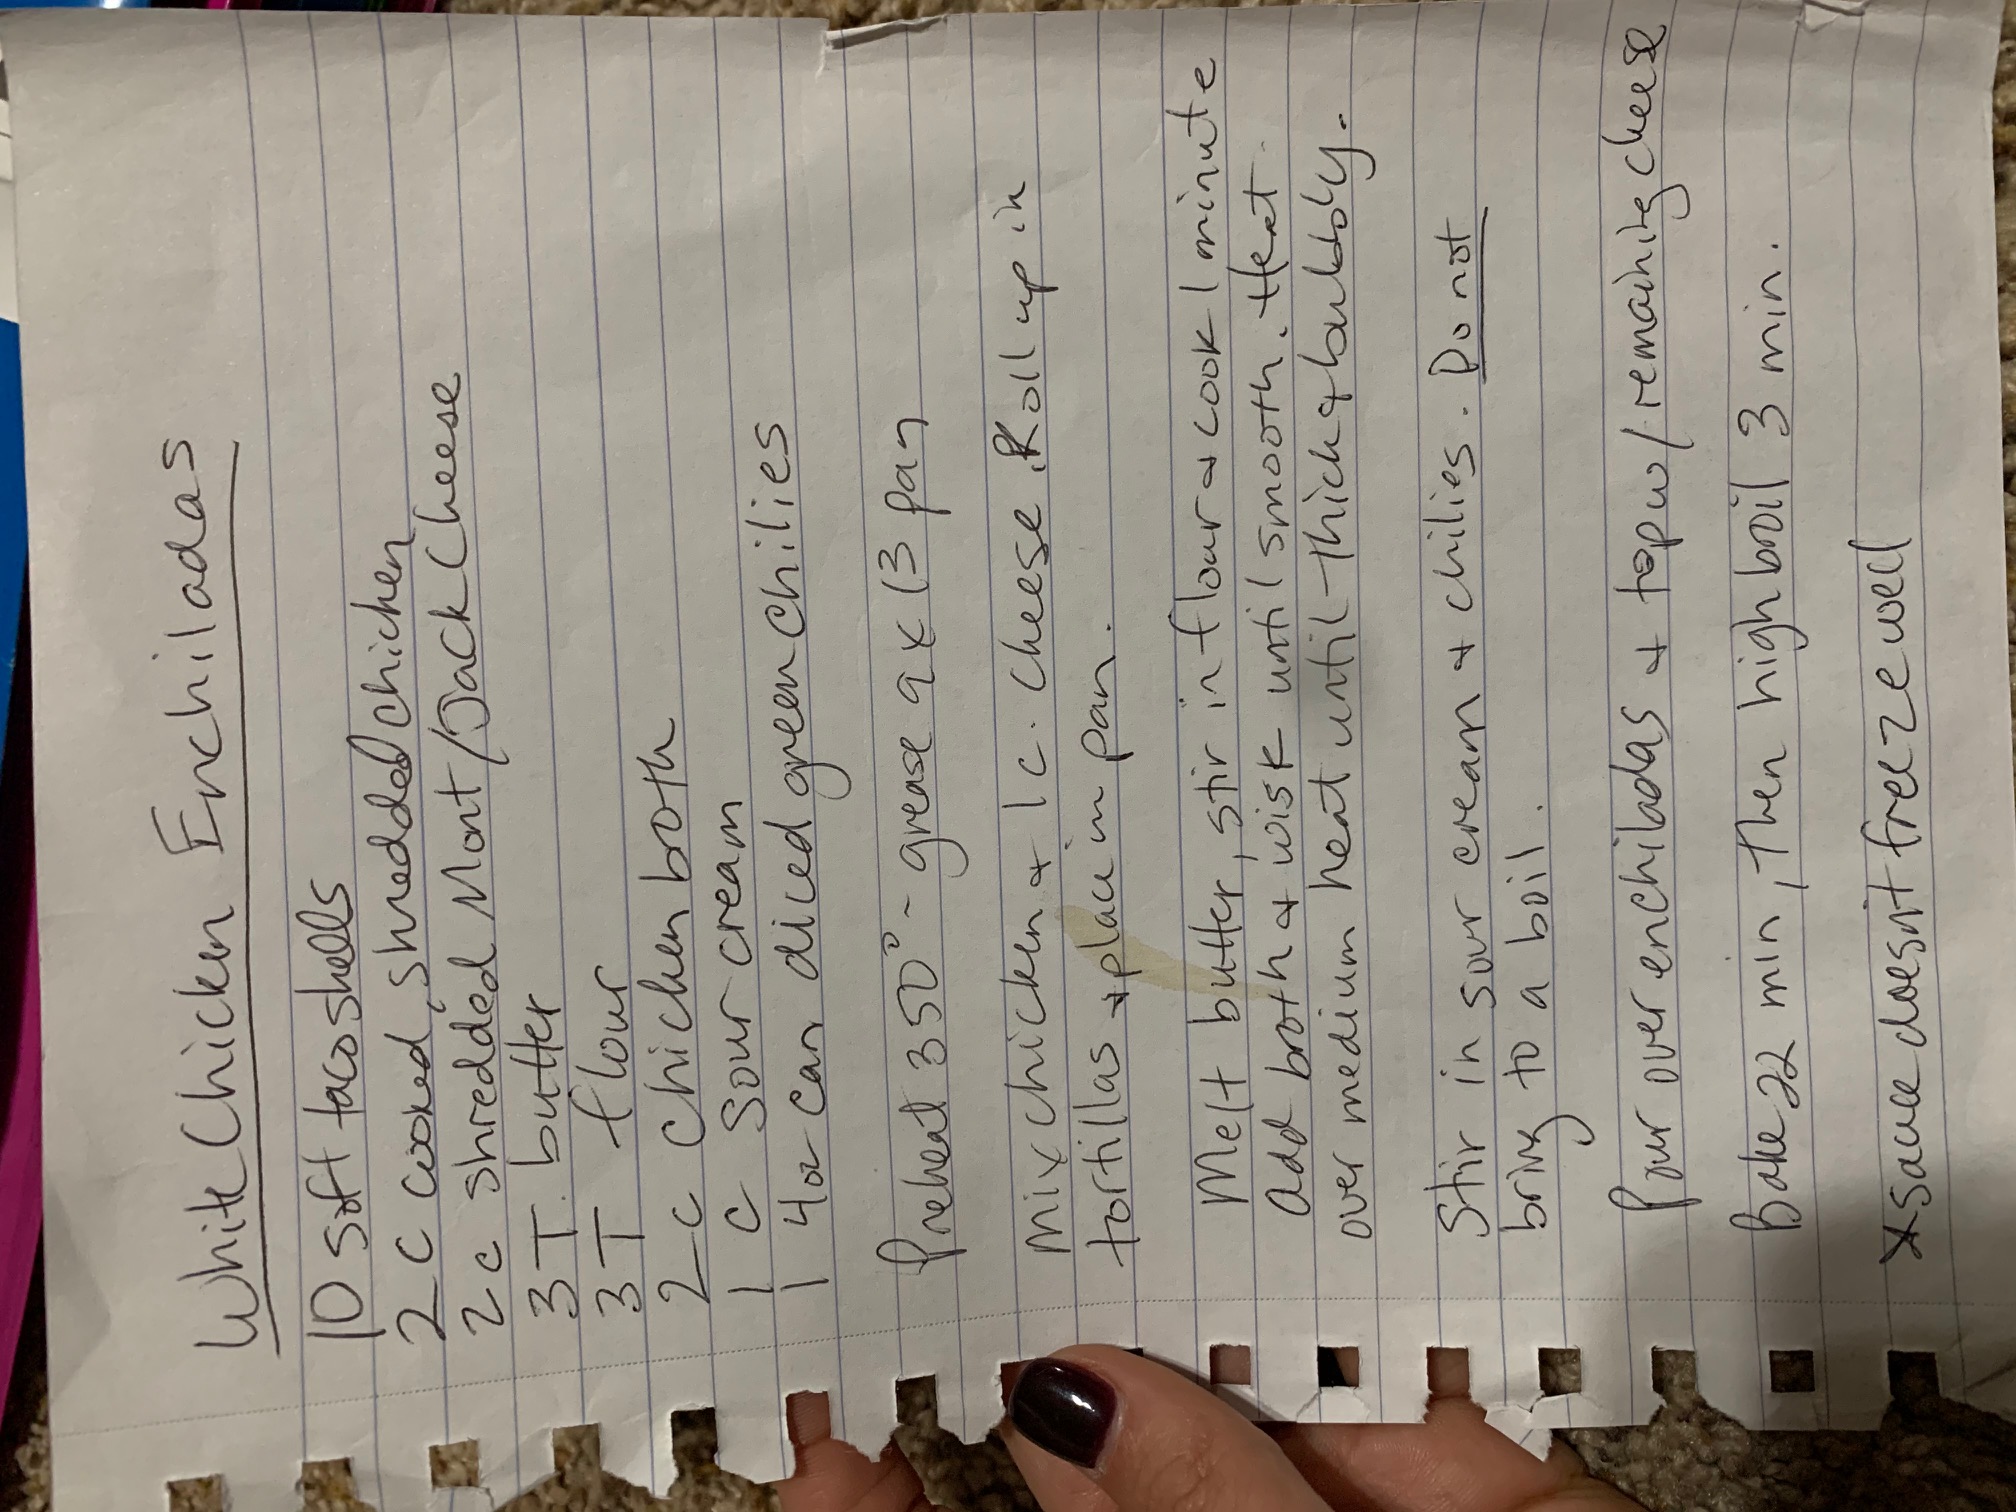 White Chicken Enchiladas
10 soft taco shells
2 C cooked, shredded chicken
2 c shredded Mont/Jack Cheese
3 T. butter
3 T flour
2 c chicken broth
1 C sour cream
1 4oz can diced green chilies
Preheat 350° - grease 9x13 pan
Mix chicken & 1 c. cheese. Roll up in
tortillas & place in pan.
Melt butter, stir in flour & cook 1 minute
add broth & wisk until smooth. Heat
over medium heat until thick & bubbly.
Stir in sour cream & chilies. Do not
bring to a boil.
Pour over enchiladas & top w/ remaining cheese
Bake 22 min, then high broil 3 min.
*sauce doesn't freeze well